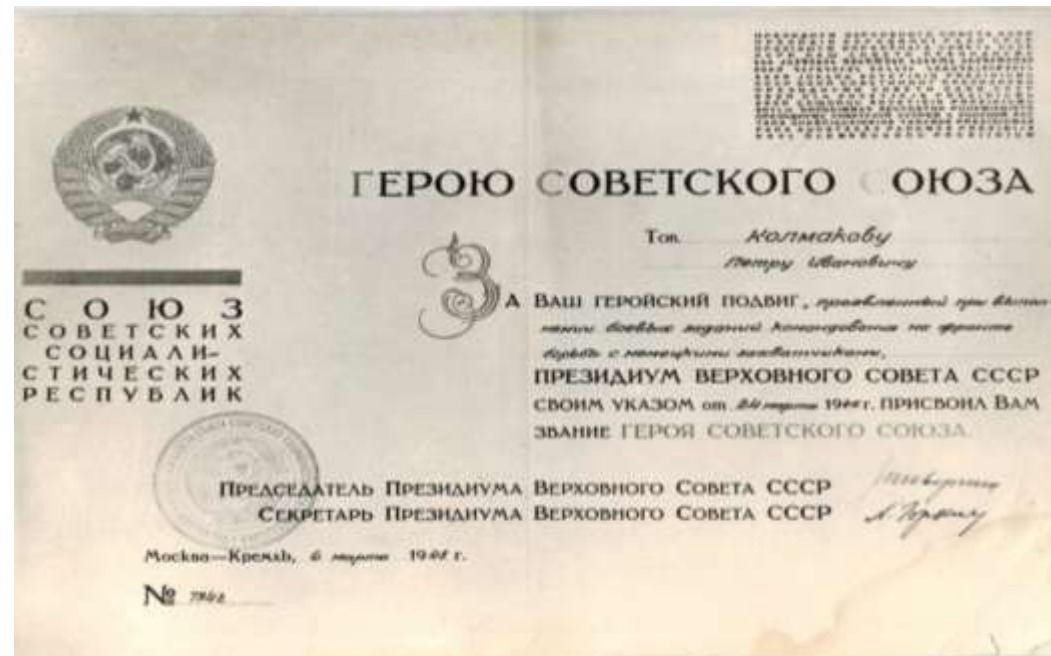 ГЕРОЮ СОВЕТСКОГО СОЮЗА
Тов. Колмакову
Петру Ивановичу
ЗА ВАШ ГЕРОЙСКИЙ ПОДВИГ, проявленный при выпол-
нении боевых заданий командования на фронте
борьбы с немецкими захватчиками,
ПРЕЗИДИУМ ВЕРХОВНОГО СОВЕТА СССР
СВОИМ УКАЗОМ от 24 марта 19 г. ПРИСВОИЛ ВАМ
ЗВАНИЕ ГЕРОЯ СОВЕТСКОГО СОЮЗА.
СОЮЗ
СОВЕТСКИХ
СОЦИАЛИ-
СТИЧЕСКИХ
РЕСПУБЛИК
ПРЕДСЕДАТЕЛЬ ПРЕЗИДИУМА ВЕРХОВНОГО СОВЕТА СССР
СЕКРЕТАРЬ ПРЕЗИДИУМА ВЕРХОВНОГО СОВЕТА СССР
Москва—Кремль, 6 марта 19 г.
№